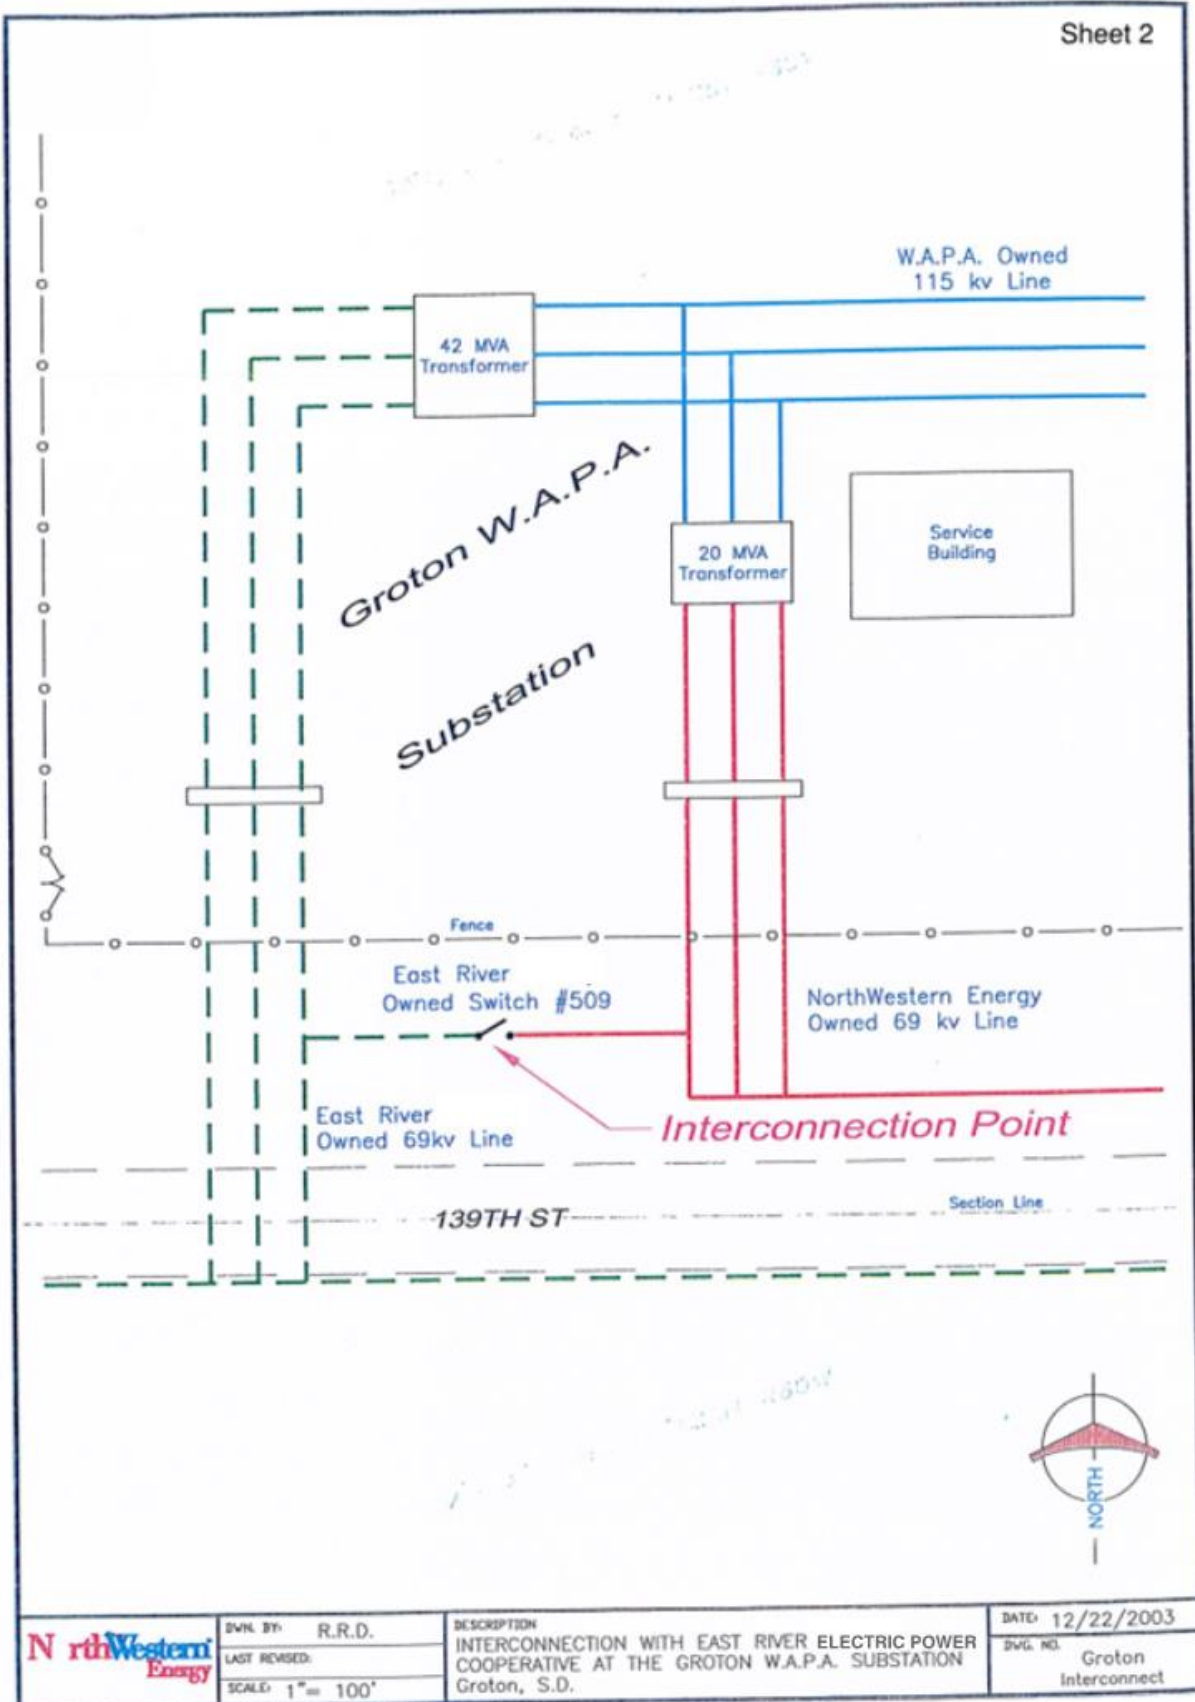 Sheet 2
W.A.P.A. Owned
115 kv Line
42 MVA
Transformer
Groton W.A.P.A.
Substation
20 MVA
Transformer
Service
Building
Fence
East River
Owned Switch #509
NorthWestern Energy
Owned 69 kv Line
East River
Owned 69kv Line
Interconnection Point
139TH ST
Section Line
NORTH
N rthWestern
Energy
DWN. BY: R.R.D.
LAST REVISED:
SCALE: 1"= 100'
DESCRIPTION
INTERCONNECTION WITH EAST RIVER ELECTRIC POWER
COOPERATIVE AT THE GROTON W.A.P.A. SUBSTATION
Groton, S.D.
DATE: 12/22/2003
DWG. NO.
Groton
Interconnect